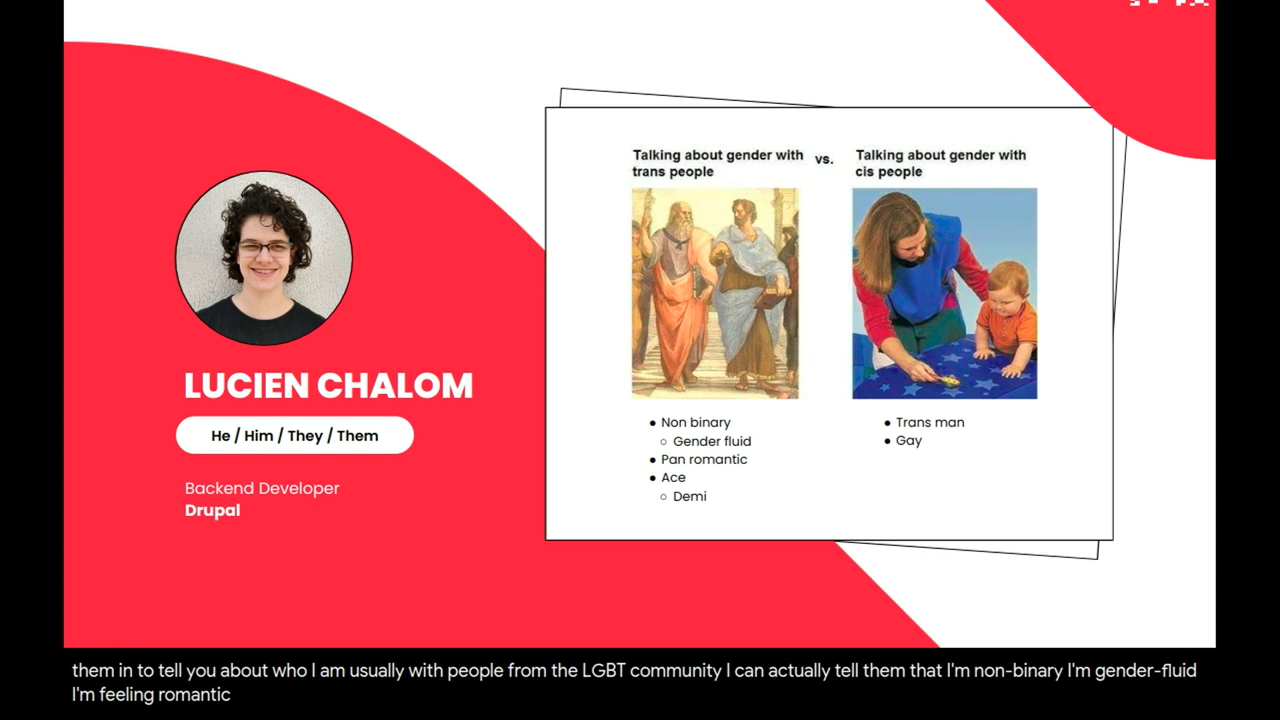 LUCIEN CHALOM
He / Him / They / Them
Backend Developer
Drupal
Talking about gender with
trans people
vs.
Talking about gender with
cis people
● Non binary
○ Gender fluid
● Pan romantic
● Ace
○ Demi
● Trans man
● Gay
them in to tell you about who I am usually with people from the LGBT community I can actually tell them that I'm non-binary I'm gender-fluid
I'm feeling romantic